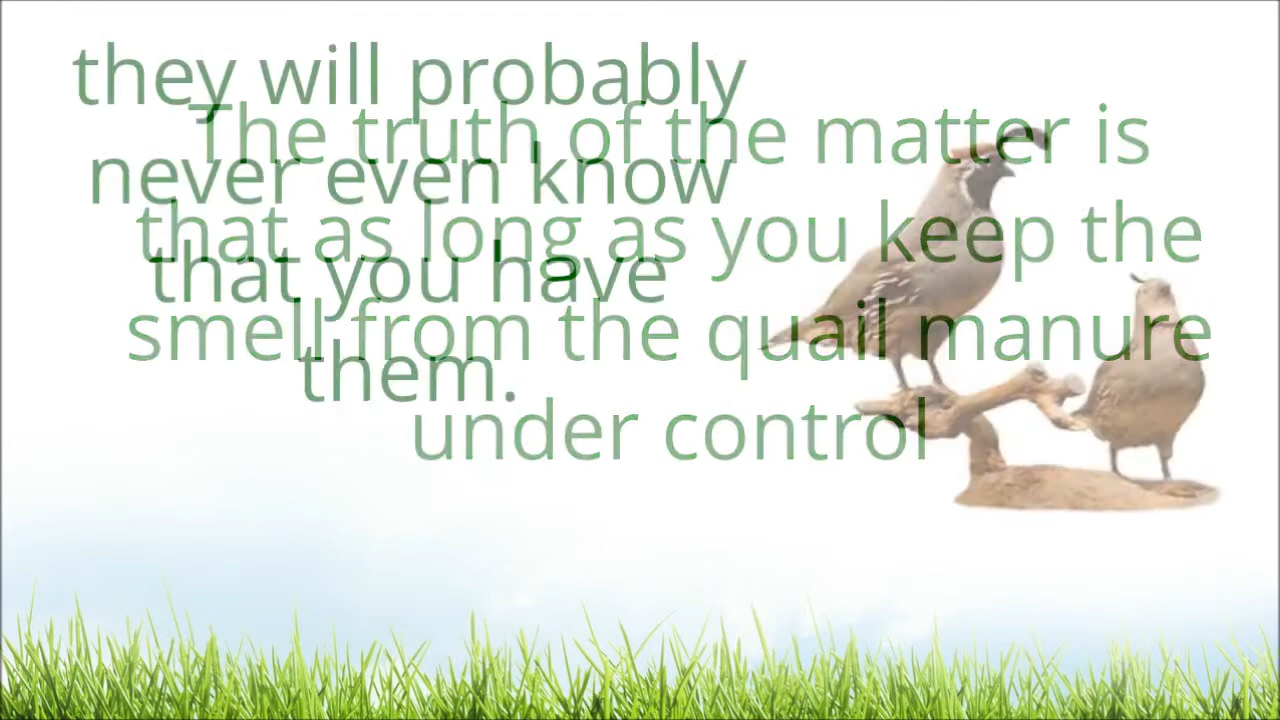 they will probably
never even know
that you have
them.
The truth of the matter is
that as long as you keep the
smell from the quail manure
under control